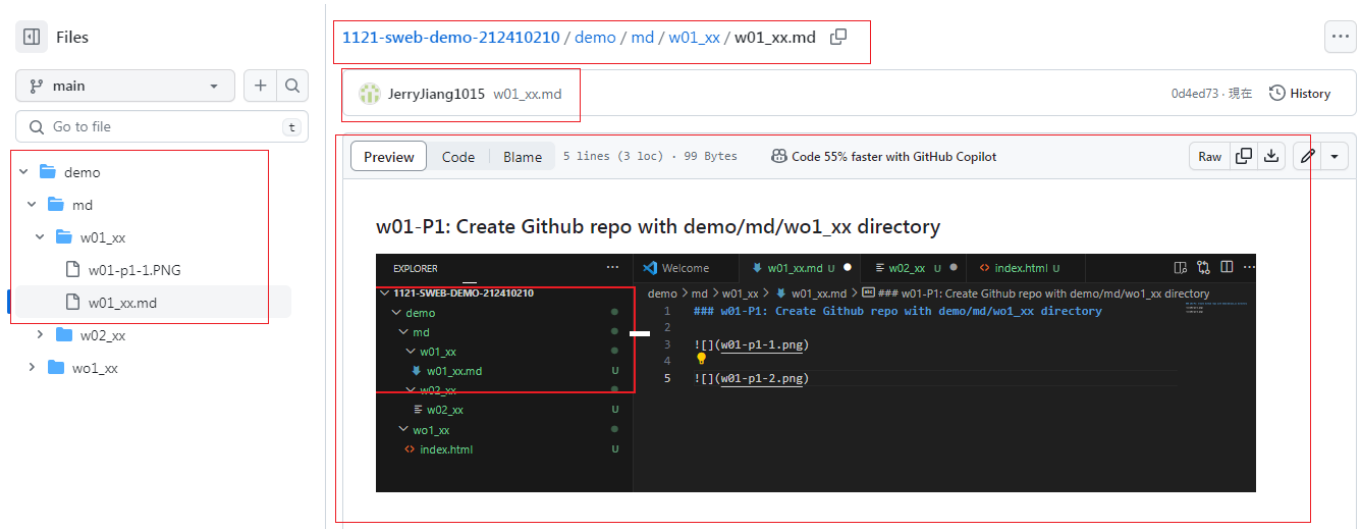 Files
main
Go to file
t
demo
md
w01_xx
w01-p1-1.PNG
w01_xx.md
w02_xx
wo1_xx
1121-sweb-demo-212410210 / demo / md / w01_xx / w01_xx.md
JerryJiang1015 w01_xx.md
0d4ed73 · 現在 History
Preview Code Blame 5 lines (3 loc) · 99 Bytes Code 55% faster with GitHub Copilot
Raw
w01-P1: Create Github repo with demo/md/wo1_xx directory
EXPLORER
1121-SWEB-DEMO-212410210
demo
md
w01_xx
w01_xx.md U
w02_xx
w02_xx U
wo1_xx
index.html U
Welcome w01_xx.md U w02_xx U index.html U
demo > md > w01_xx > w01_xx.md > ### w01-P1: Create Github repo with demo/md/wo1_xx directory
1 ### w01-P1: Create Github repo with demo/md/wo1_xx directory
2
3 ![](w01-p1-1.png)
4
5 ![](w01-p1-2.png)